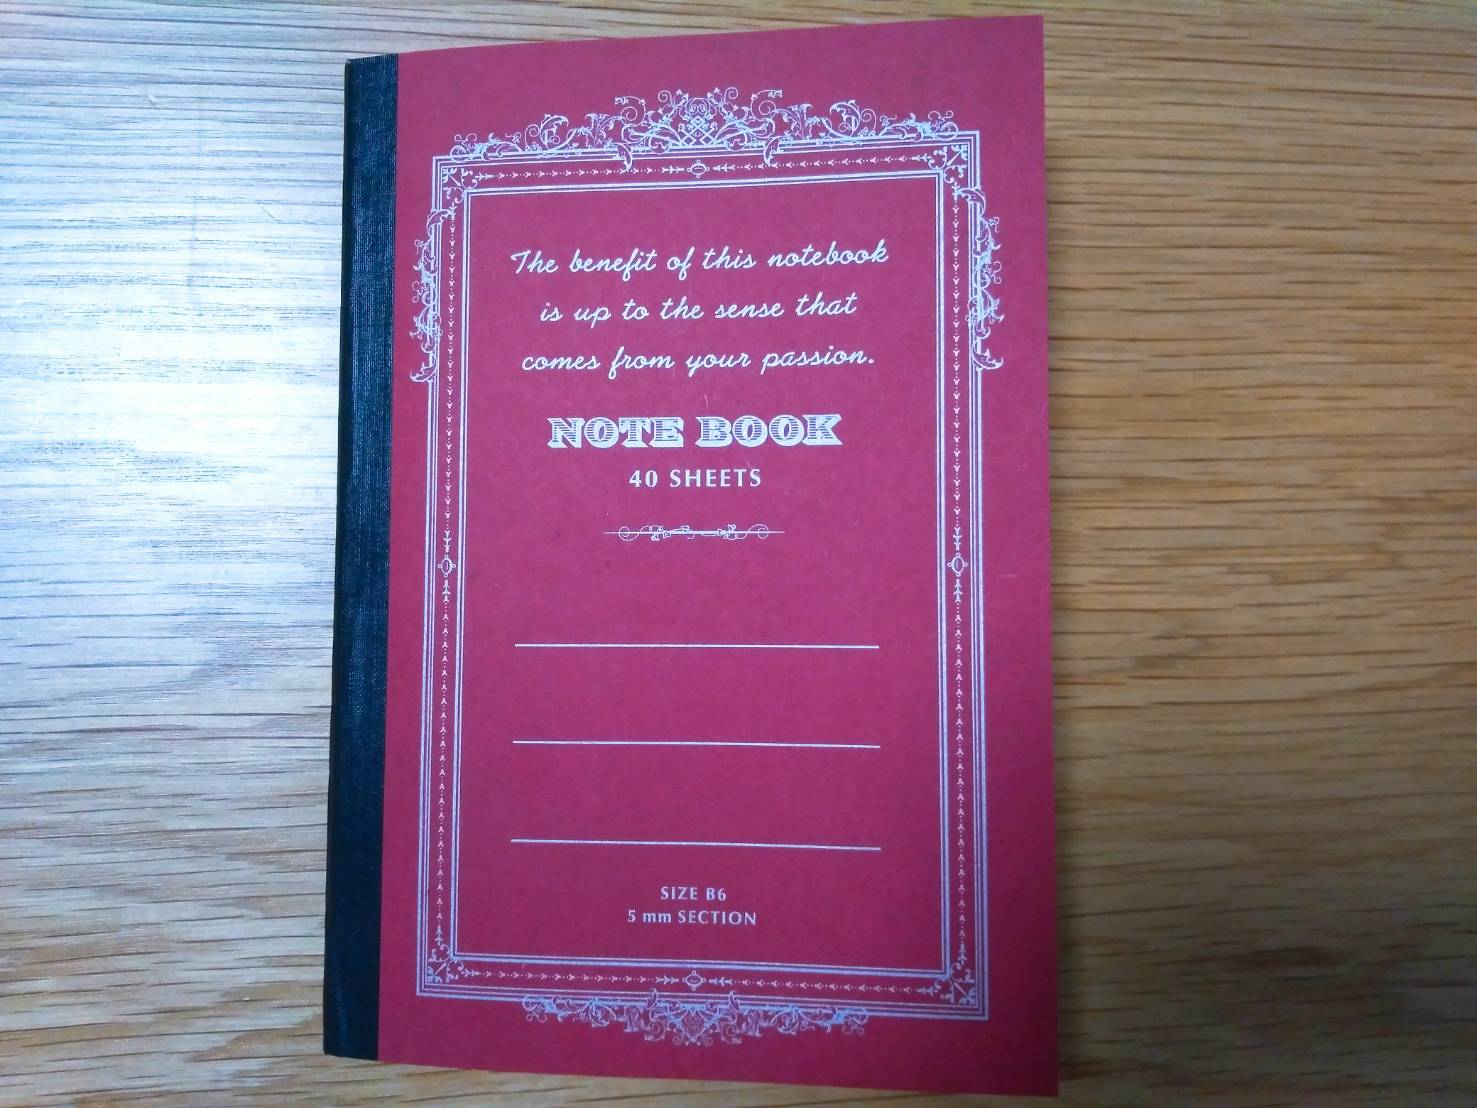 The benefit of this notebook
is up to the sense that
comes from your passion.
NOTE BOOK
40 SHEETS
SIZE B6
5 mm SECTION